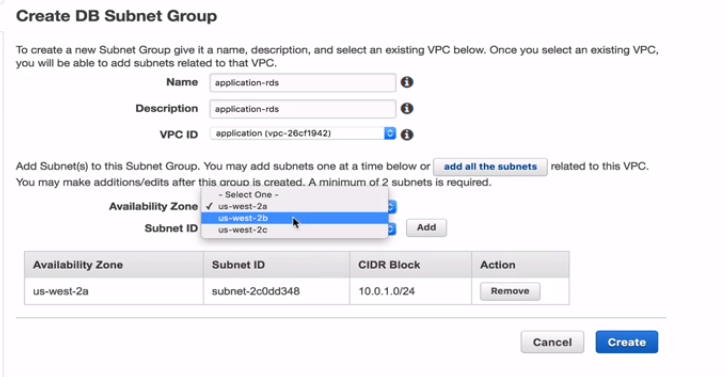 Create DB Subnet Group
To create a new Subnet Group give it a name, description, and select an existing VPC below. Once you select an existing VPC,
you will be able to add subnets related to that VPC.
Name application-rds
Description application-rds
VPC ID application (vpc-26cf1942)
Add Subnet(s) to this Subnet Group. You may add subnets one at a time below or add all the subnets related to this VPC.
You may make additions/edits after this group is created. A minimum of 2 subnets is required.
- Select One -
Availability Zone ✓ us-west-2a
us-west-2b
Subnet ID us-west-2c Add
Availability Zone Subnet ID CIDR Block Action
us-west-2a subnet-2c0dd348 10.0.1.0/24 Remove
Cancel Create